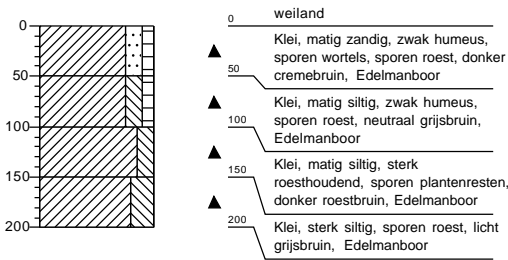 0
50
100
150
200
0 weiland
Klei, matig zandig, zwak humeus,
sporen wortels, sporen roest, donker
cremebruin, Edelmanboor
50
Klei, matig siltig, zwak humeus,
sporen roest, neutraal grijsbruin,
Edelmanboor
100
Klei, matig siltig, sterk
roesthoudend, sporen plantenresten,
donker roestbruin, Edelmanboor
150
Klei, sterk siltig, sporen roest, licht
grijsbruin, Edelmanboor
200